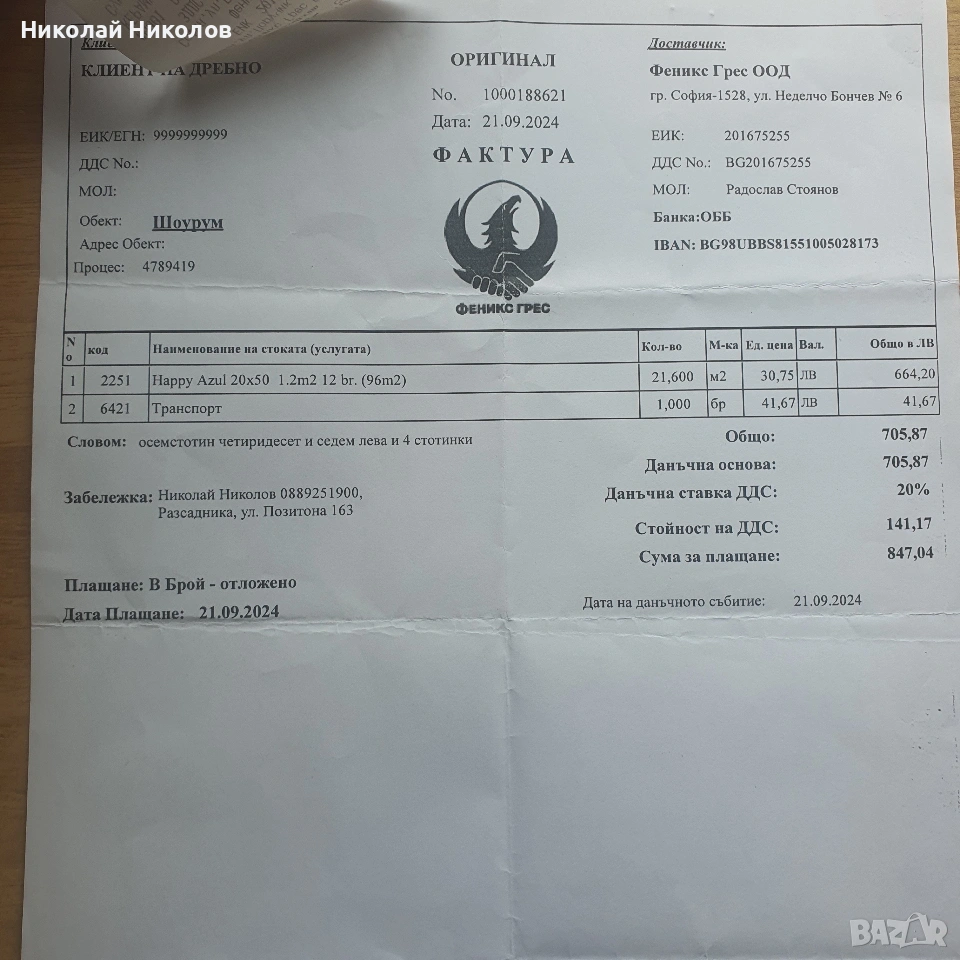 Николай Николов
КЛИЕНТ НА ДРЕБНО
ЕИК/ЕГН: 9999999999
ДДС No.:
МОЛ:
Обект: Шоурум
Адрес Обект:
Процес: 4789419
ОРИГИНАЛ
No. 1000188621
Дата: 21.09.2024
ФАКТУРА
ФЕНИКС ГРЕС
Доставчик:
Феникс Грес ООД
гр. София-1528, ул. Неделчо Бончев № 6
ЕИК: 201675255
ДДС No.: BG201675255
МОЛ: Радослав Стоянов
Банка:ОББ
IBAN: BG98UBBS81551005028173
No код Наименование на стоката (услугата) Кол-во М-ка Ед. цена Вал. Общо в ЛВ
1 2251 Happy Azul 20x50 1.2m2 12 br. (96m2) 21,600 м2 30,75 ЛВ 664,20
2 6421 Транспорт 1,000 бр 41,67 ЛВ 41,67
Словом: осемстотин четиридесет и седем лева и 4 стотинки
Общо: 705,87
Данъчна основа: 705,87
Данъчна ставка ДДС: 20%
Стойност на ДДС: 141,17
Сума за плащане: 847,04
Забележка: Николай Николов 0889251900,
Разсадника, ул. Позитона 163
Плащане: В Брой - отложено
Дата Плащане: 21.09.2024
Дата на данъчното събитие: 21.09.2024
BAZAR